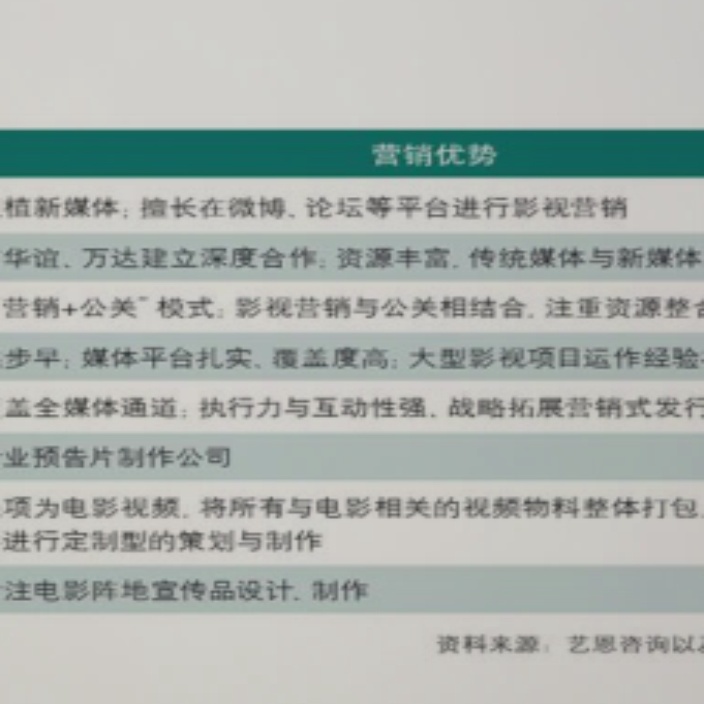 营销优势
植新媒体；擅长在微博、论坛等平台进行影视营销
华谊、万达建立深度合作；资源丰富，传统媒体与新媒体
营销+公关”模式；影视营销与公关相结合，注重资源整合
步早；媒体平台扎实、覆盖度高；大型影视项目运作经验
盖全媒体通道；执行力与互动性强，战略拓展营销式发行
业预告片制作公司
项为电影视频，将所有与电影相关的视频物料整体打包，
进行定制型的策划与制作
注电影阵地宣传品设计、制作
资料来源：艺恩咨询以及